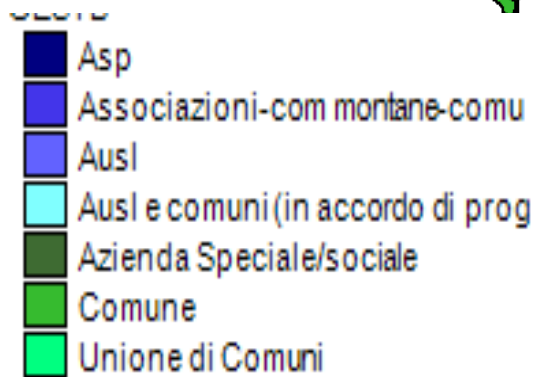 Asp
Associazioni-com montane-comu
Ausl
Ausl e comuni (in accordo di prog
Azienda Speciale/sociale
Comune
Unione di Comuni